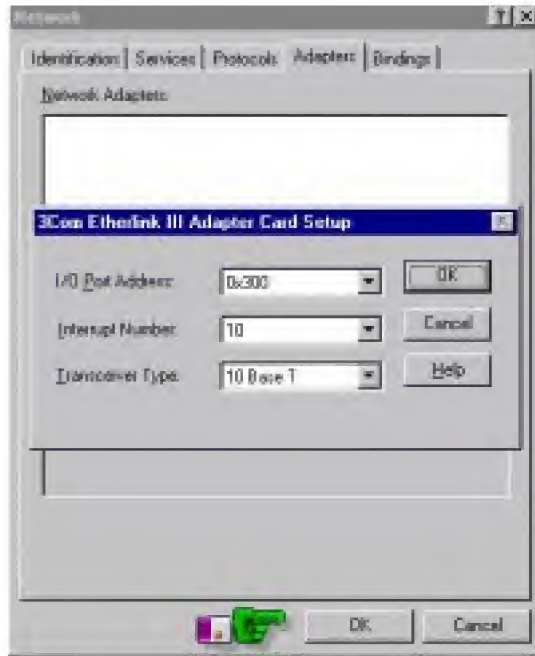 Network
Identification Services Protocols Adapters Bindings
Network Adapters:
3Com Etherlink III Adapter Card Setup
I/O Port Address: 0x300 OK
Interrupt Number: 10 Cancel
Transceiver Type: 10 Base T Help
OK Cancel